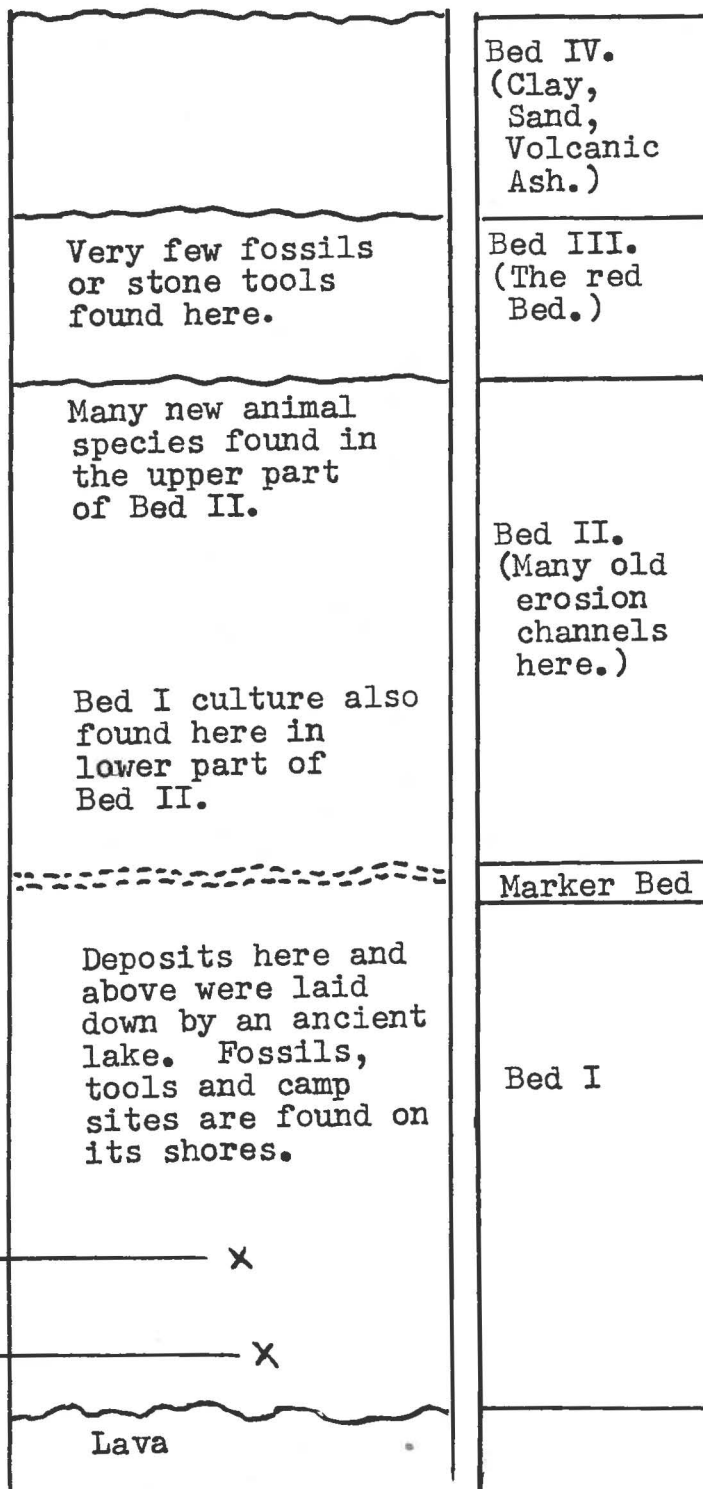 Bed IV.
(Clay,
Sand,
Volcanic
Ash.)
Very few fossils
or stone tools
found here.
Bed III.
(The red
Bed.)
Many new animal
species found in
the upper part
of Bed II.
Bed II.
(Many old
erosion
channels
here.)
Bed I culture also
found here in
lower part of
Bed II.
Marker Bed
Deposits here and
above were laid
down by an ancient
lake. Fossils,
tools and camp
sites are found on
its shores.
Bed I
X
X
Lava